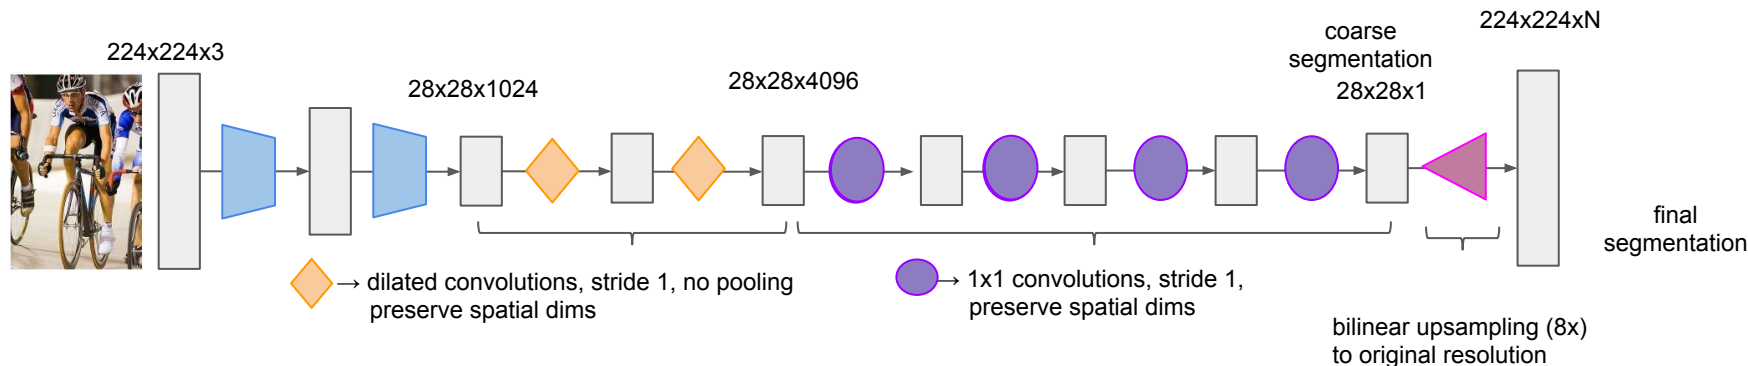 224x224x3
28x28x1024
28x28x4096
coarse
segmentation
28x28x1
224x224xN
→ dilated convolutions, stride 1, no pooling
preserve spatial dims
→ 1x1 convolutions, stride 1,
preserve spatial dims
final
segmentation
bilinear upsampling (8x)
to original resolution